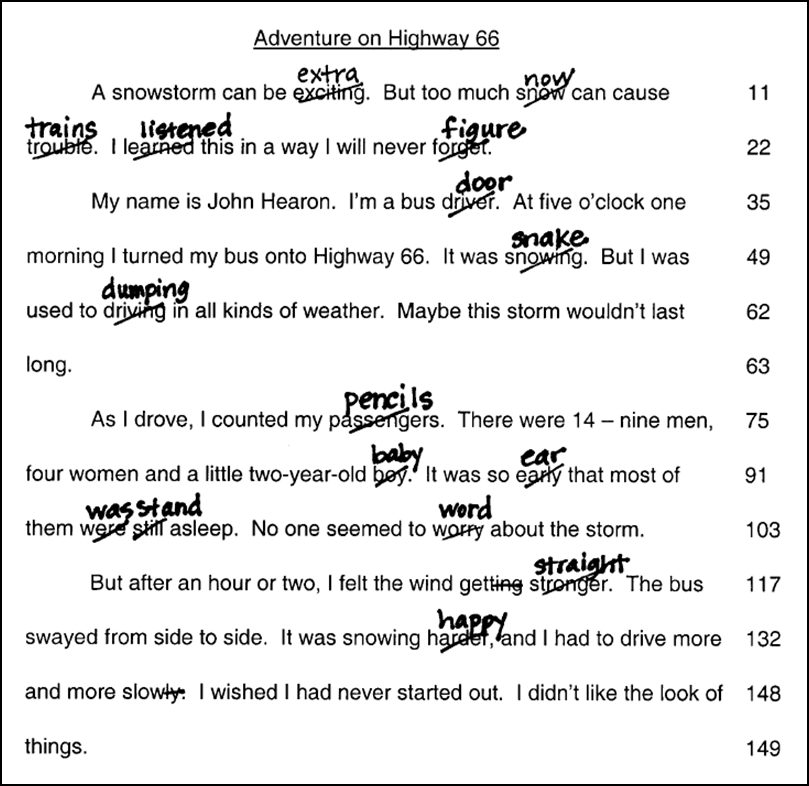 Adventure on Highway 66
extra now
A snowstorm can be exciting. But too much snow can cause 11
trains listened figure
trouble. I learned this in a way I will never forget. 22
door
My name is John Hearon. I'm a bus driver. At five o'clock one 35
snake
morning I turned my bus onto Highway 66. It was snowing. But I was 49
dumping
used to driving in all kinds of weather. Maybe this storm wouldn't last 62
long. 63
pencils
As I drove, I counted my passengers. There were 14 – nine men, 75
baby ear
four women and a little two-year-old boy. It was so early that most of 91
was stand word
them were still asleep. No one seemed to worry about the storm. 103
straight
But after an hour or two, I felt the wind getting stronger. The bus 117
happy
swayed from side to side. It was snowing harder, and I had to drive more 132
and more slowly. I wished I had never started out. I didn't like the look of 148
things. 149